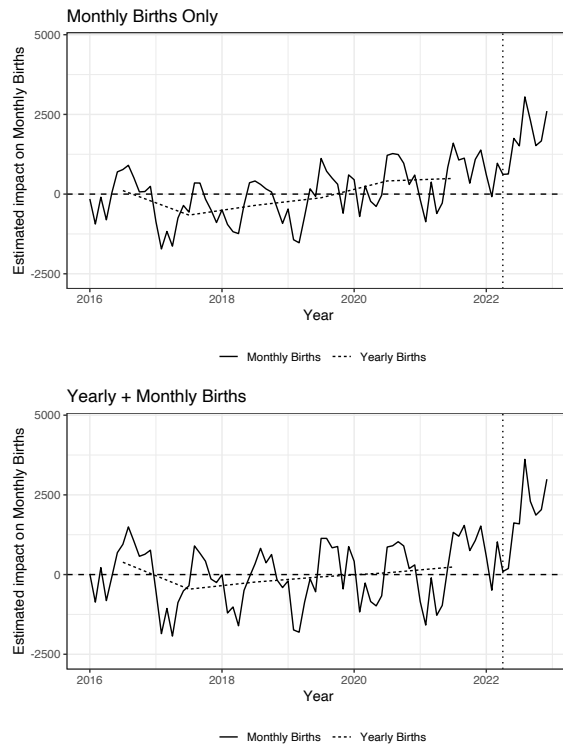 Monthly Births Only
Estimated impact on Monthly Births
5000
2500
0
-2500
2016 2018 2020 2022
Year
Monthly Births Yearly Births
Yearly + Monthly Births
Estimated impact on Monthly Births
5000
2500
0
-2500
2016 2018 2020 2022
Year
Monthly Births Yearly Births